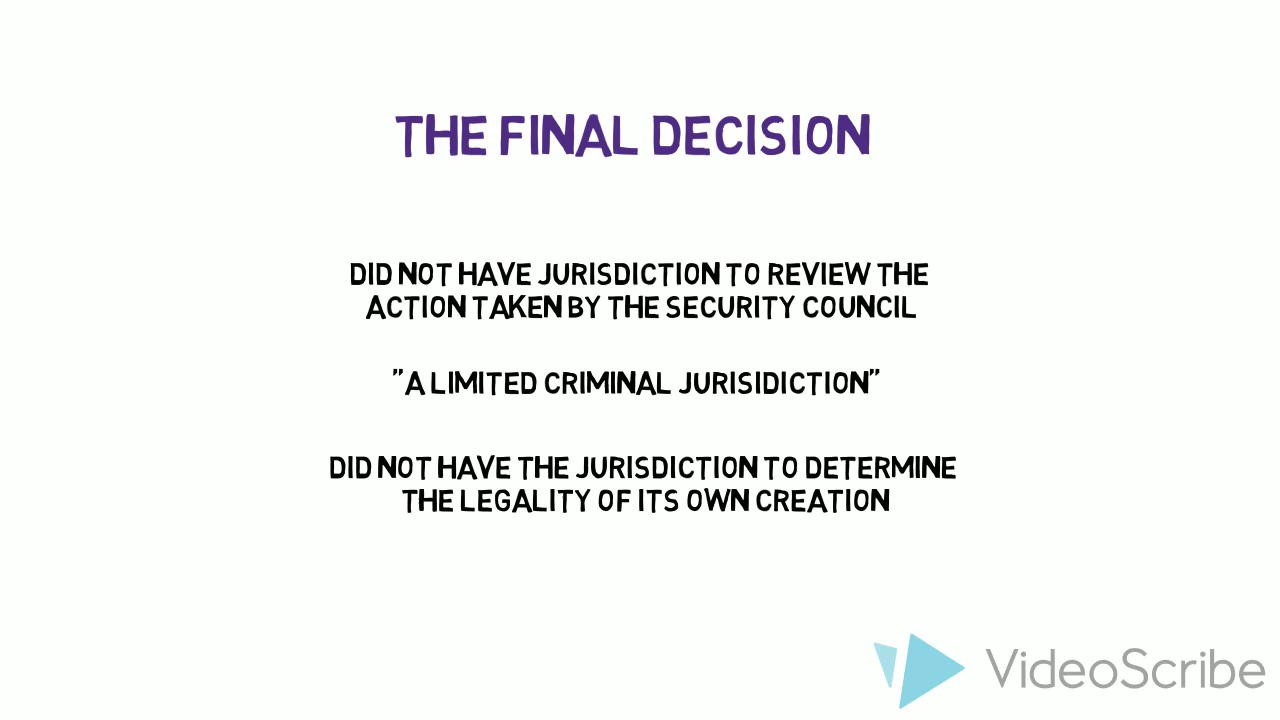 THE FINAL DECISION
DID NOT HAVE JURISDICTION TO REVIEW THE
ACTION TAKEN BY THE SECURITY COUNCIL
"A LIMITED CRIMINAL JURISIDICTION"
DID NOT HAVE THE JURISDICTION TO DETERMINE
THE LEGALITY OF ITS OWN CREATION
VideoScribe